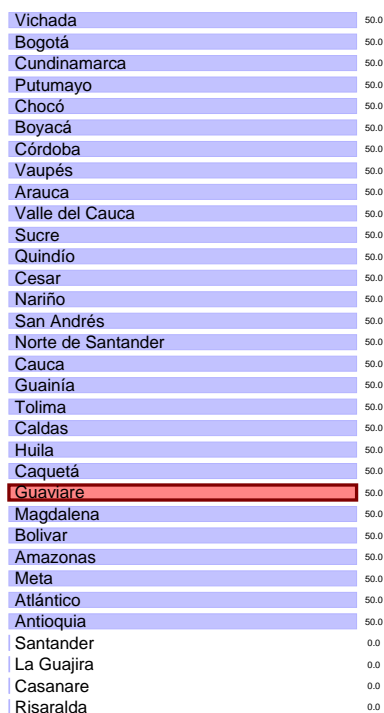 Vichada 50.0
Bogotá 50.0
Cundinamarca 50.0
Putumayo 50.0
Chocó 50.0
Boyacá 50.0
Córdoba 50.0
Vaupés 50.0
Arauca 50.0
Valle del Cauca 50.0
Sucre 50.0
Quindío 50.0
Cesar 50.0
Nariño 50.0
San Andrés 50.0
Norte de Santander 50.0
Cauca 50.0
Guainía 50.0
Tolima 50.0
Caldas 50.0
Huila 50.0
Caquetá 50.0
Guaviare 50.0
Magdalena 50.0
Bolivar 50.0
Amazonas 50.0
Meta 50.0
Atlántico 50.0
Antioquia 50.0
Santander 0.0
La Guajira 0.0
Casanare 0.0
Risaralda 0.0